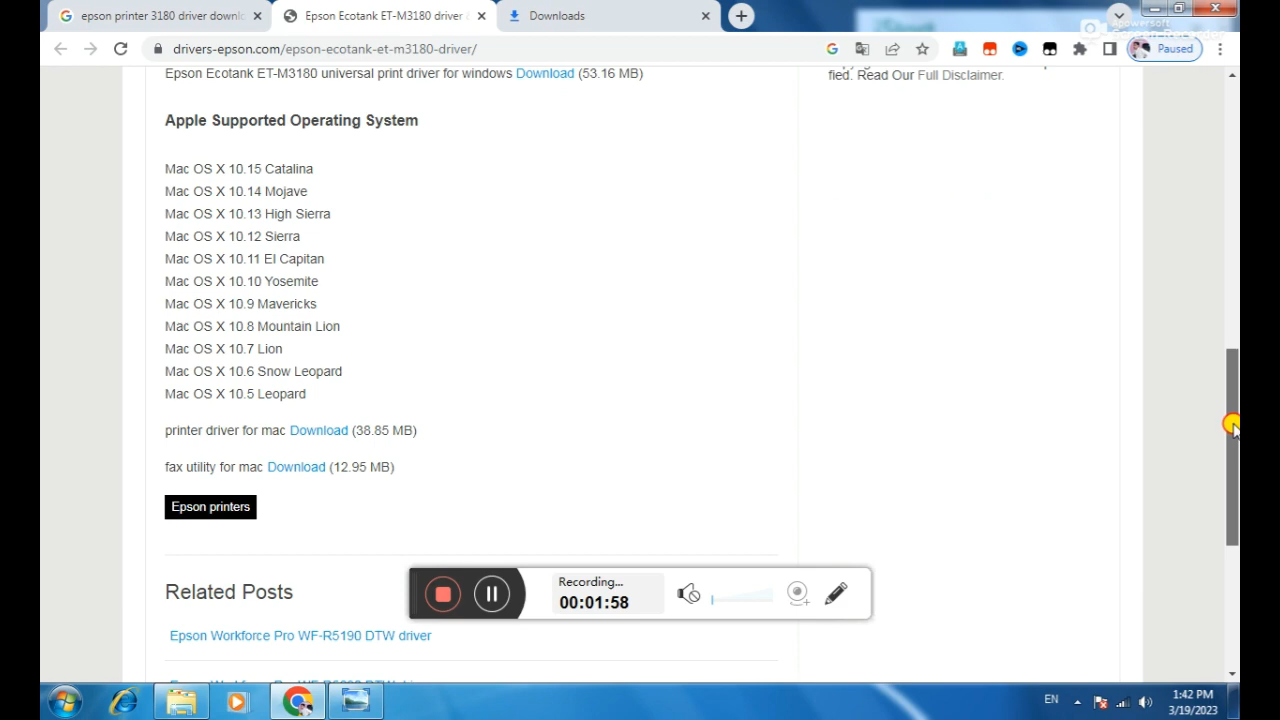 epson printer 3180 driver downl
Epson Ecotank ET-M3180 driver &
Downloads
drivers-epson.com/epson-ecotank-et-m3180-driver/
Paused
Apowersoft
Screen Recorder
Epson Ecotank ET-M3180 universal print driver for windows Download (53.16 MB)
fied. Read Our Full Disclaimer.
Apple Supported Operating System
Mac OS X 10.15 Catalina
Mac OS X 10.14 Mojave
Mac OS X 10.13 High Sierra
Mac OS X 10.12 Sierra
Mac OS X 10.11 El Capitan
Mac OS X 10.10 Yosemite
Mac OS X 10.9 Mavericks
Mac OS X 10.8 Mountain Lion
Mac OS X 10.7 Lion
Mac OS X 10.6 Snow Leopard
Mac OS X 10.5 Leopard
printer driver for mac Download (38.85 MB)
fax utility for mac Download (12.95 MB)
Epson printers
Related Posts
Recording...
00:01:58
Epson Workforce Pro WF-R5190 DTW driver
EN
1:42 PM
3/19/2023